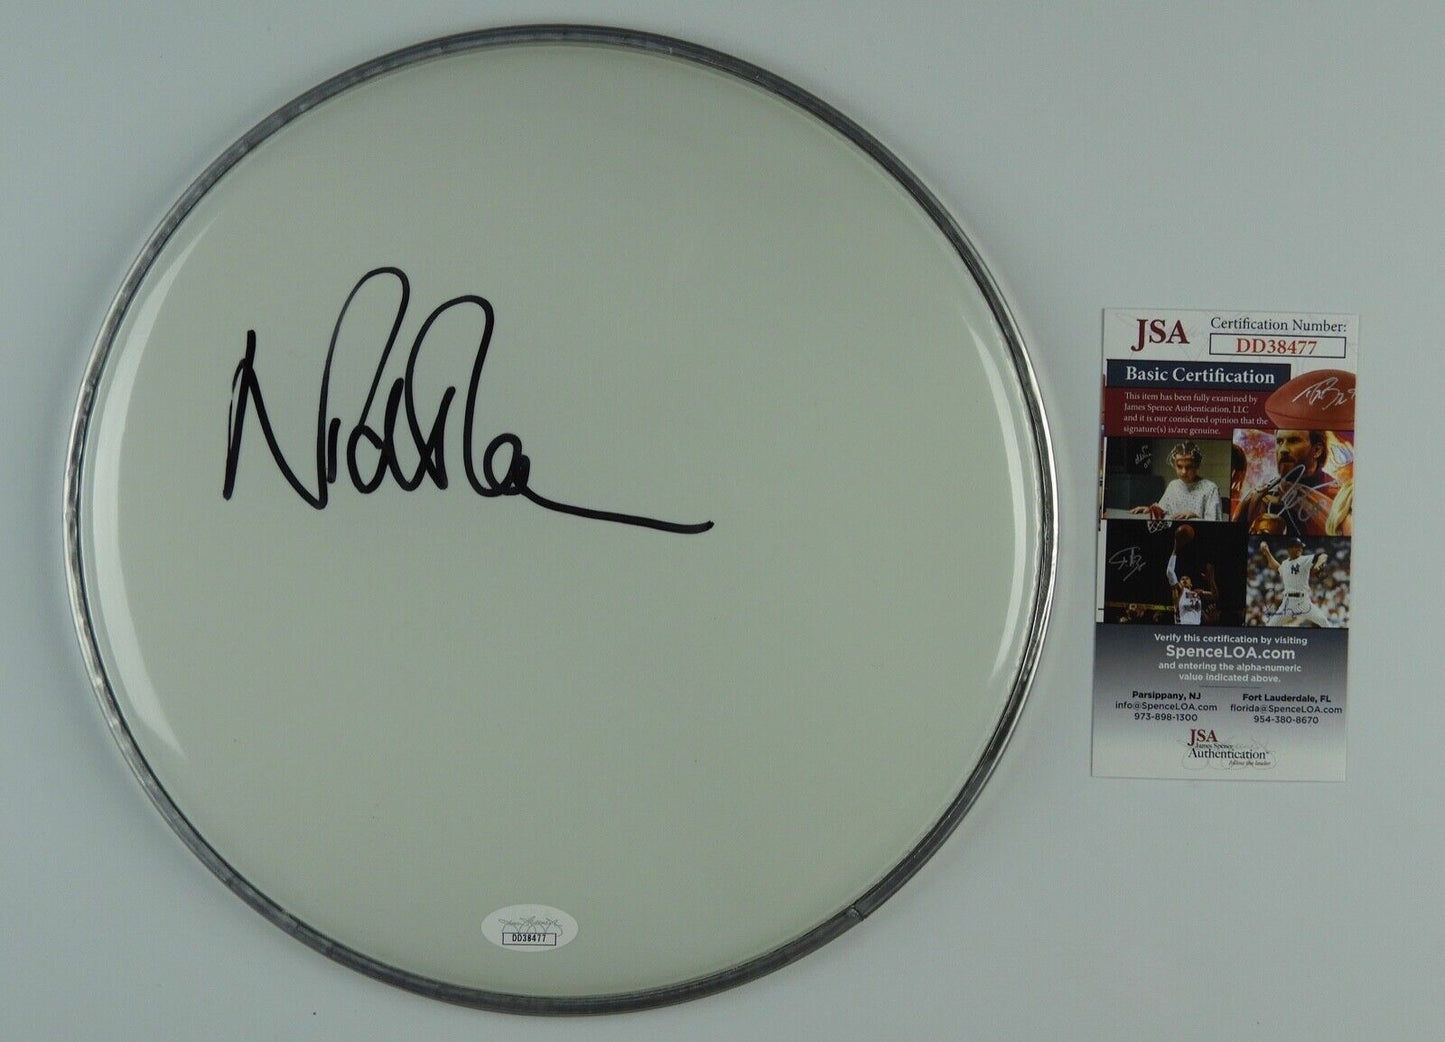 JSA
Certification Number:
DD38477
Basic Certification
This item has been fully examined by
James Spence Authentication, LLC
and it is our considered opinion that the
signature(s) is/are genuine.
Verify this certification by visiting
SpenceLOA.com
and entering the alpha-numeric
value indicated above.
Parsippany, NJ
info@SpenceLOA.com
973-898-1300
Fort Lauderdale, FL
florida@SpenceLOA.com
954-380-8670
JSA
James Spence
Authentication
follow the leader
DD38477